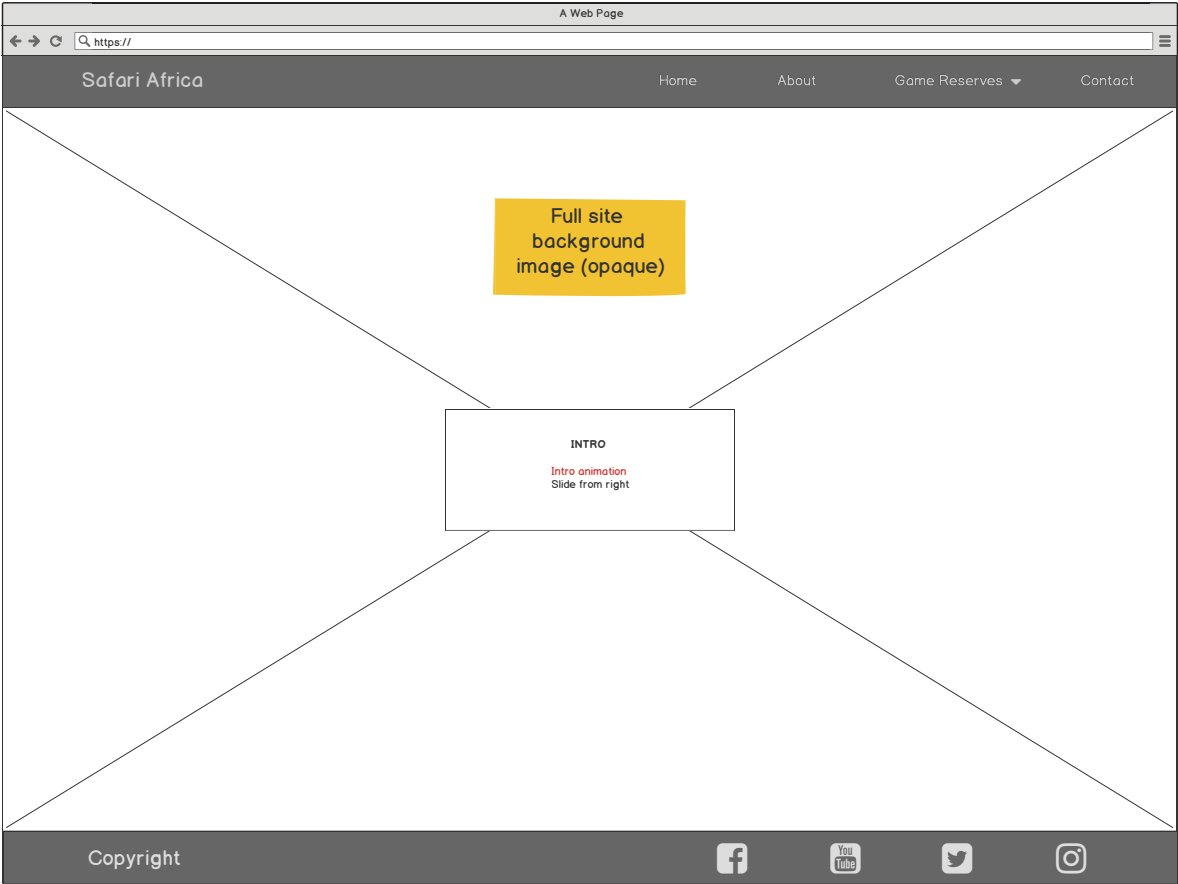 A Web Page
https://
Safari Africa Home About Game Reserves Contact
Full site
background
image (opaque)
INTRO
Intro animation
Slide from right
Copyright
You
Tube